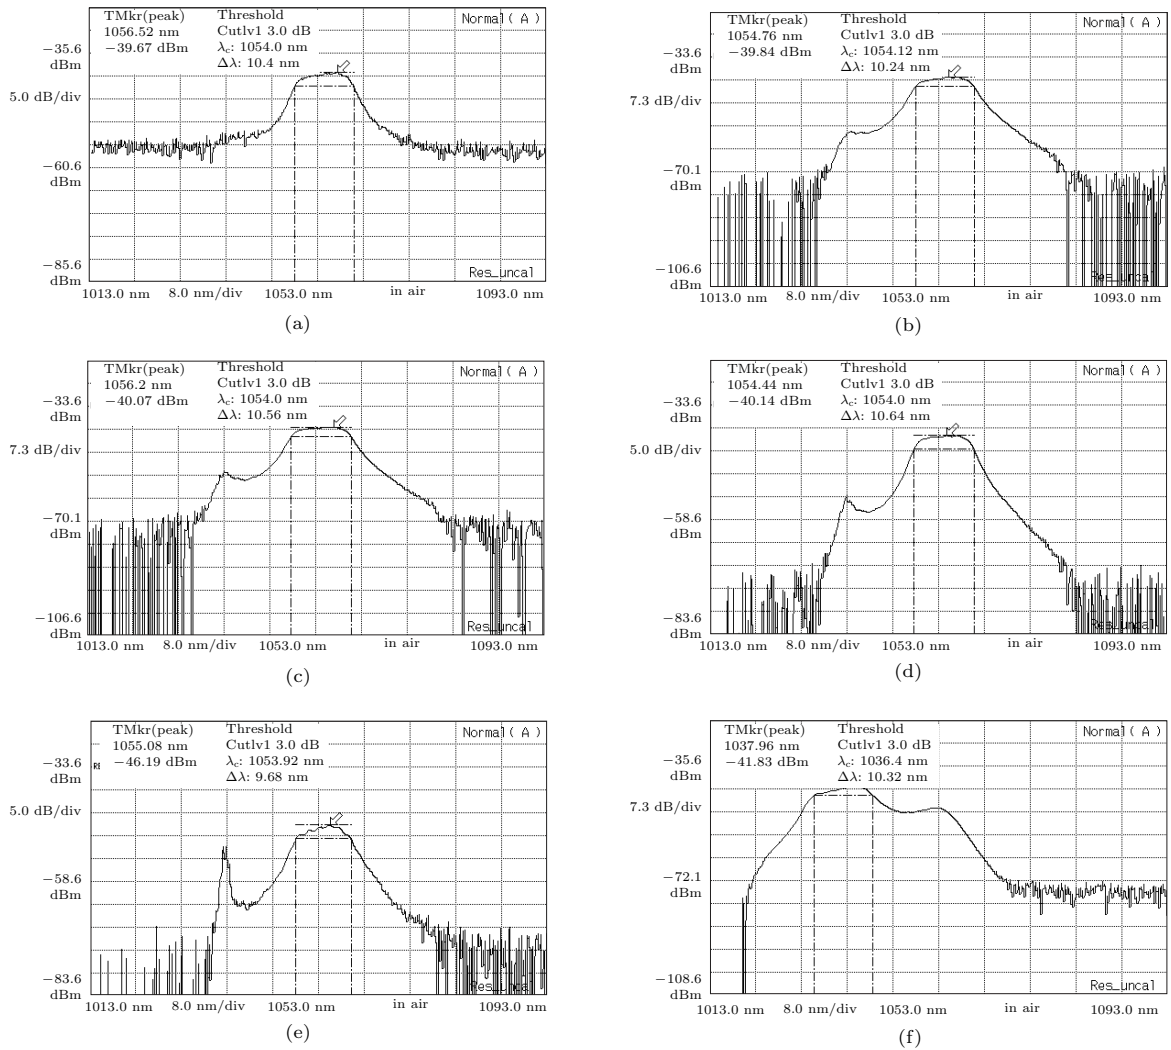 TMkr(peak) Threshold Normal(A)
1056.52 nm Cutlv1 3.0 dB
−39.67 dBm λc: 1054.0 nm
Δλ: 10.4 nm
−35.6 dBm
5.0 dB/div
−60.6 dBm
−85.6 dBm
Res_uncal
1013.0 nm 8.0 nm/div 1053.0 nm in air 1093.0 nm
(a)
TMkr(peak) Threshold Normal(A)
1054.76 nm Cutlv1 3.0 dB
−39.84 dBm λc: 1054.12 nm
Δλ: 10.24 nm
−33.6 dBm
7.3 dB/div
−70.1 dBm
−106.6 dBm
Res_uncal
1013.0 nm 8.0 nm/div 1053.0 nm in air 1093.0 nm
(b)
TMkr(peak) Threshold Normal(A)
1056.2 nm Cutlv1 3.0 dB
−40.07 dBm λc: 1054.0 nm
Δλ: 10.56 nm
−33.6 dBm
7.3 dB/div
−70.1 dBm
−106.6 dBm
Res_uncal
1013.0 nm 8.0 nm/div 1053.0 nm in air 1093.0 nm
(c)
TMkr(peak) Threshold Normal(A)
1054.44 nm Cutlv1 3.0 dB
−40.14 dBm λc: 1054.0 nm
Δλ: 10.64 nm
−33.6 dBm
5.0 dB/div
−58.6 dBm
−83.6 dBm
Res_uncal
1013.0 nm 8.0 nm/div 1053.0 nm in air 1093.0 nm
(d)
TMkr(peak) Threshold Normal(A)
1055.08 nm Cutlv1 3.0 dB
−46.19 dBm λc: 1053.92 nm
Δλ: 9.68 nm
−33.6 dBm
5.0 dB/div
−58.6 dBm
−83.6 dBm
Res_uncal
1013.0 nm 8.0 nm/div 1053.0 nm in air 1093.0 nm
(e)
TMkr(peak) Threshold Normal(A)
1037.96 nm Cutlv1 3.0 dB
−41.83 dBm λc: 1036.4 nm
Δλ: 10.32 nm
−35.6 dBm
7.3 dB/div
−72.1 dBm
−108.6 dBm
Res_uncal
1013.0 nm 8.0 nm/div 1053.0 nm in air 1093.0 nm
(f)